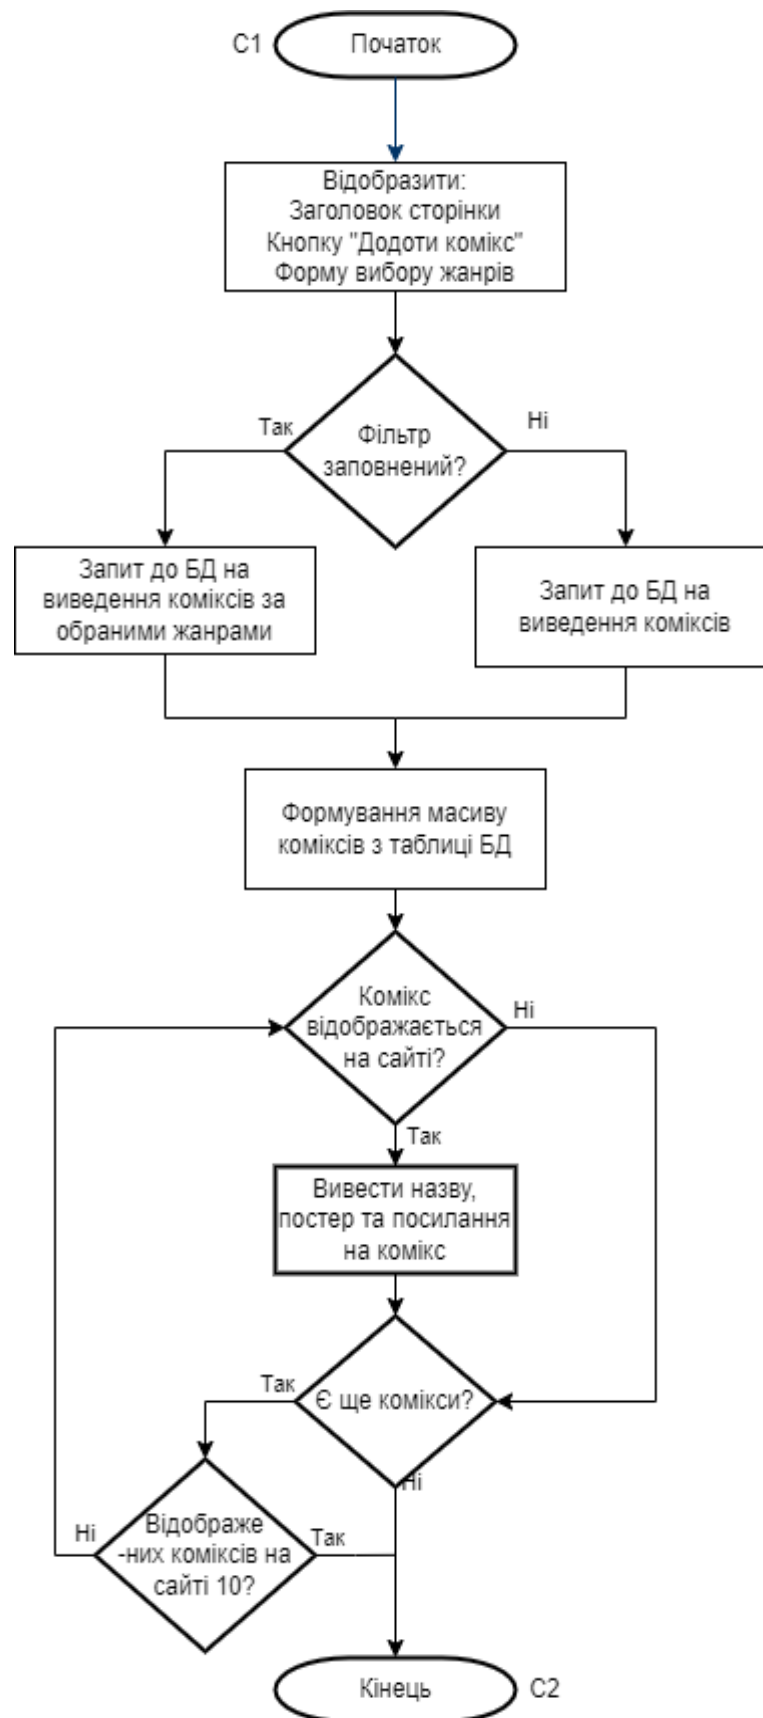 С1
Початок
Відобразити:
Заголовок сторінки
Кнопку "Додоти комікс"
Форму вибору жанрів
Так
Фільтр
заповнений?
Ні
Запит до БД на
виведення коміксів за
обраними жанрами
Запит до БД на
виведення коміксів
Формування масиву
коміксів з таблиці БД
Комікс
відображається
на сайті?
Ні
Так
Вивести назву,
постер та посилання
на комікс
Так
Є ще комікси?
Ні
Ні
Відображе
-них коміксів на
сайті 10?
Так
Кінець
С2